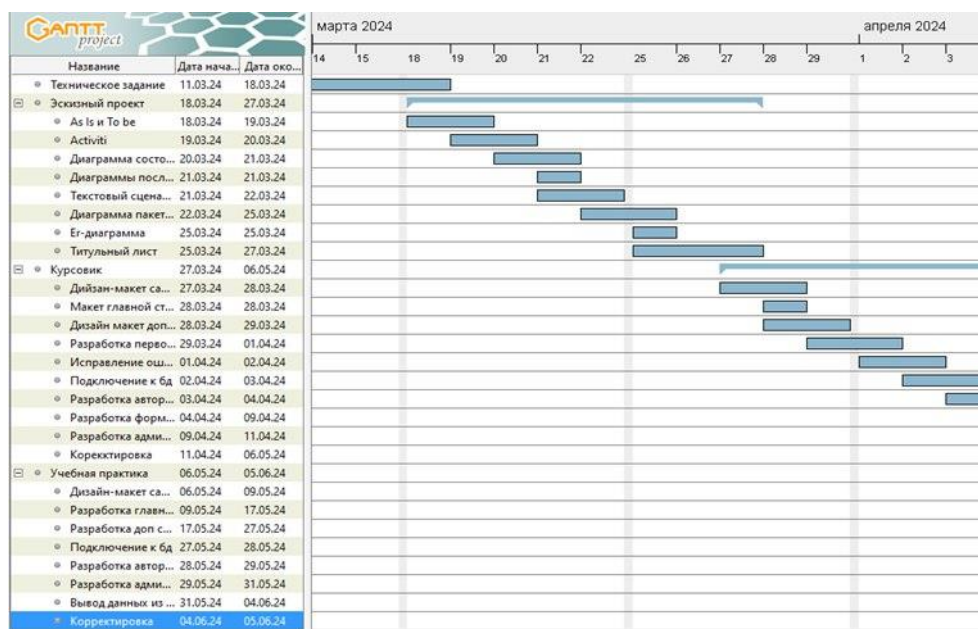 GANTT
project
марта 2024 апреля 2024
14 15 18 19 20 21 22 25 26 27 28 29 1 2 3
Название Дата нача... Дата око...
Техническое задание 11.03.24 18.03.24
Эскизный проект 18.03.24 27.03.24
As Is и To be 18.03.24 19.03.24
Activiti 19.03.24 20.03.24
Диаграмма состо... 20.03.24 21.03.24
Диаграммы посл... 21.03.24 21.03.24
Текстовый сцена... 21.03.24 22.03.24
Диаграмма пакет... 22.03.24 25.03.24
Er-диаграмма 25.03.24 25.03.24
Титульный лист 25.03.24 27.03.24
Курсовик 27.03.24 06.05.24
Дийзан-макет са... 27.03.24 28.03.24
Макет главной ст... 28.03.24 28.03.24
Дизайн макет доп... 28.03.24 29.03.24
Разработка перво... 29.03.24 01.04.24
Исправление ош... 01.04.24 02.04.24
Подключение к бд 02.04.24 03.04.24
Разработка автор... 03.04.24 04.04.24
Разработка форм... 04.04.24 09.04.24
Разработка адми... 09.04.24 11.04.24
Корекктировка 11.04.24 06.05.24
Учебная практика 06.05.24 05.06.24
Дизайн-макет са... 06.05.24 09.05.24
Разработка главн... 09.05.24 17.05.24
Разработка доп с... 17.05.24 27.05.24
Подключение к бд 27.05.24 28.05.24
Разработка автор... 28.05.24 29.05.24
Разработка адми... 29.05.24 31.05.24
Вывод данных из ... 31.05.24 04.06.24
Корректировка 04.06.24 05.06.24